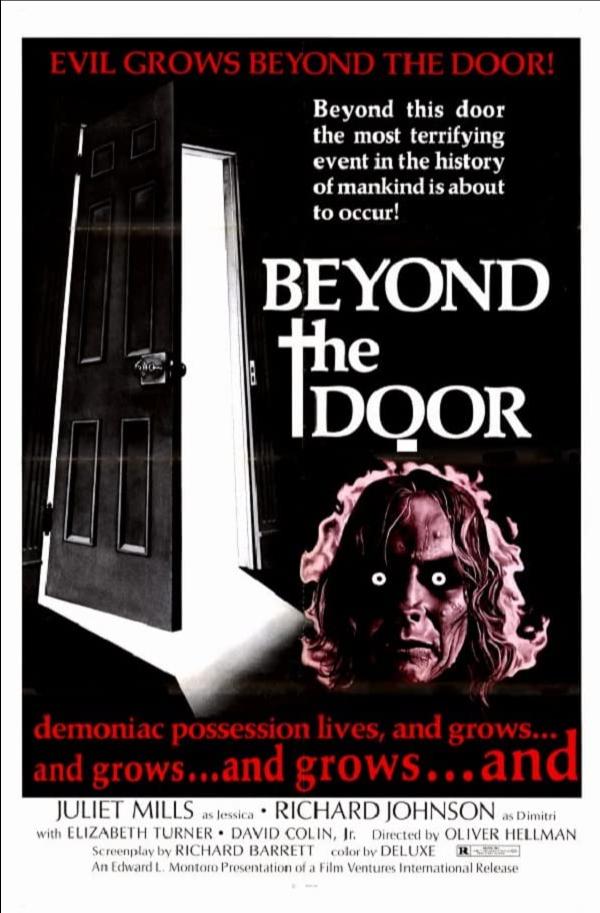 EVIL GROWS BEYOND THE DOOR!
Beyond this door
the most terrifying
event in the history
of mankind is about
to occur!
BEYOND
the
DOOR
demoniac possession lives, and grows...
and grows...and grows...and
JULIET MILLS as Jessica • RICHARD JOHNSON as Dimitri
with ELIZABETH TURNER • DAVID COLIN, Jr. Directed by OLIVER HELLMAN
Screenplay by RICHARD BARRETT color by DELUXE R
An Edward L. Montoro Presentation of a Film Ventures International Release